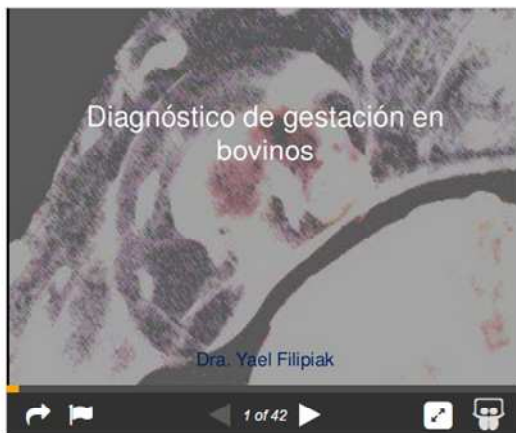 Diagnóstico de gestación en
bovinos
Dra. Yael Filipiak
1 of 42